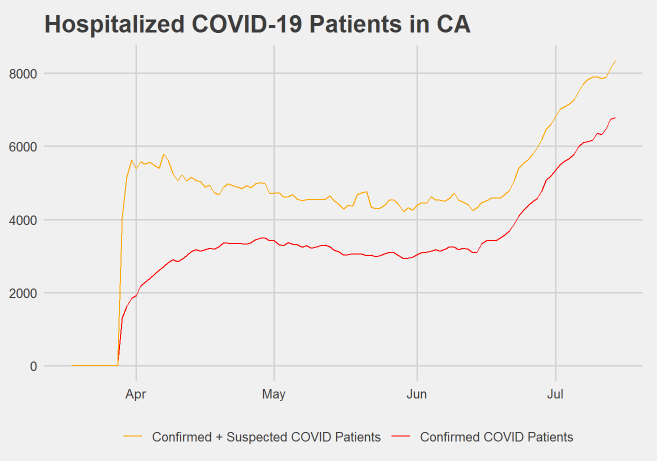 Hospitalized COVID-19 Patients in CA
8000
6000
4000
2000
0
Apr May Jun Jul
Confirmed + Suspected COVID Patients Confirmed COVID Patients